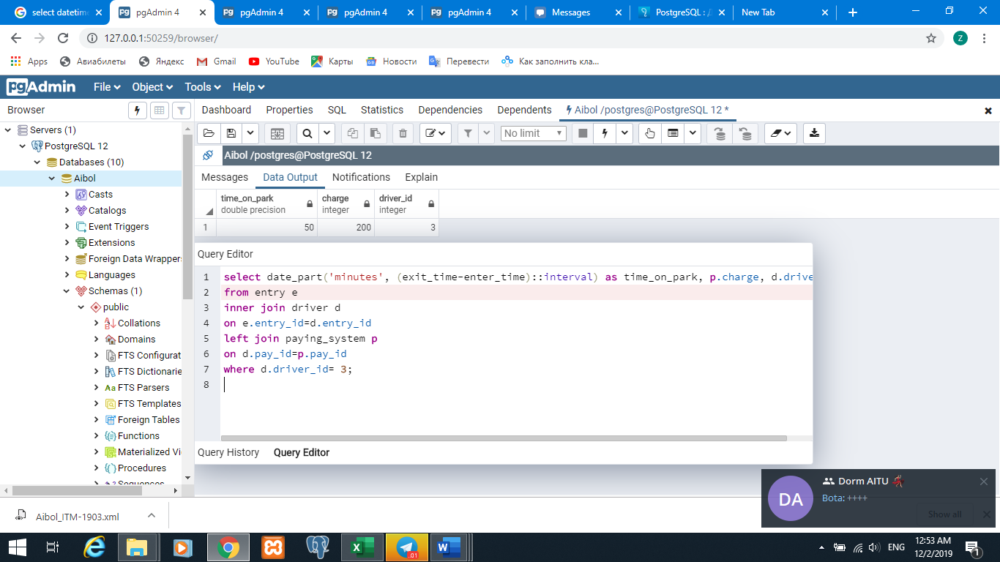 select datetime
pgAdmin 4
pgAdmin 4
pgAdmin 4
pgAdmin 4
Messages
PostgreSQL : Д
New Tab
127.0.0.1:50259/browser/
Z
Apps
Авиабилеты
Яндекс
Gmail
YouTube
Карты
Новости
Перевести
Как заполнить кла...
pgAdmin
File
Object
Tools
Help
Browser
Dashboard
Properties
SQL
Statistics
Dependencies
Dependents
Aibol /postgres@PostgreSQL 12 *
No limit
Aibol /postgres@PostgreSQL 12
Servers (1)
PostgreSQL 12
Databases (10)
Aibol
Casts
Catalogs
Event Triggers
Extensions
Foreign Data Wrapper
Languages
Schemas (1)
public
Collations
Domains
FTS Configurat
FTS Dictionarie
FTS Parsers
FTS Templates
Foreign Tables
Functions
Materialized Vi
Procedures
Sequences
Messages
Data Output
Notifications
Explain
time_on_park
double precision
charge
integer
driver_id
integer
1 50 200 3
Query Editor
1 select date_part('minutes', (exit_time-enter_time)::interval) as time_on_park, p.charge, d.drive
2 from entry e
3 inner join driver d
4 on e.entry_id=d.entry_id
5 left join paying_system p
6 on d.pay_id=p.pay_id
7 where d.driver_id= 3;
8
Query History
Query Editor
DA
Dorm AITU
Bota: ++++
Show all
Aibol_ITM-1903.xml
.01
ENG
12:53 AM
12/2/2019
1